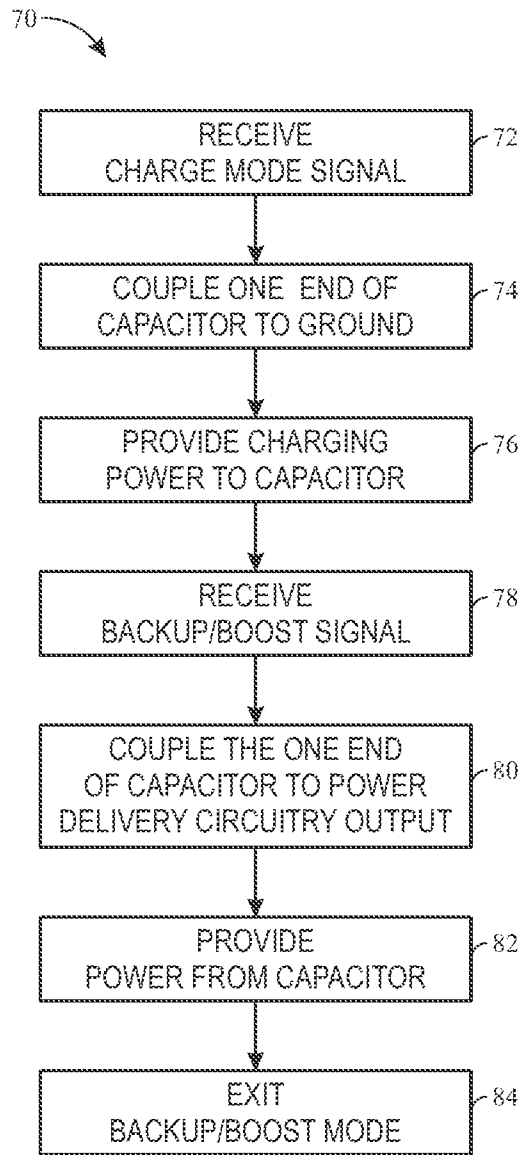 70
RECEIVE
CHARGE MODE SIGNAL
72
COUPLE ONE END OF
CAPACITOR TO GROUND
74
PROVIDE CHARGING
POWER TO CAPACITOR
76
RECEIVE
BACKUP/BOOST SIGNAL
78
COUPLE THE ONE END
OF CAPACITOR TO POWER
DELIVERY CIRCUITRY OUTPUT
80
PROVIDE
POWER FROM CAPACITOR
82
EXIT
BACKUP/BOOST MODE
84